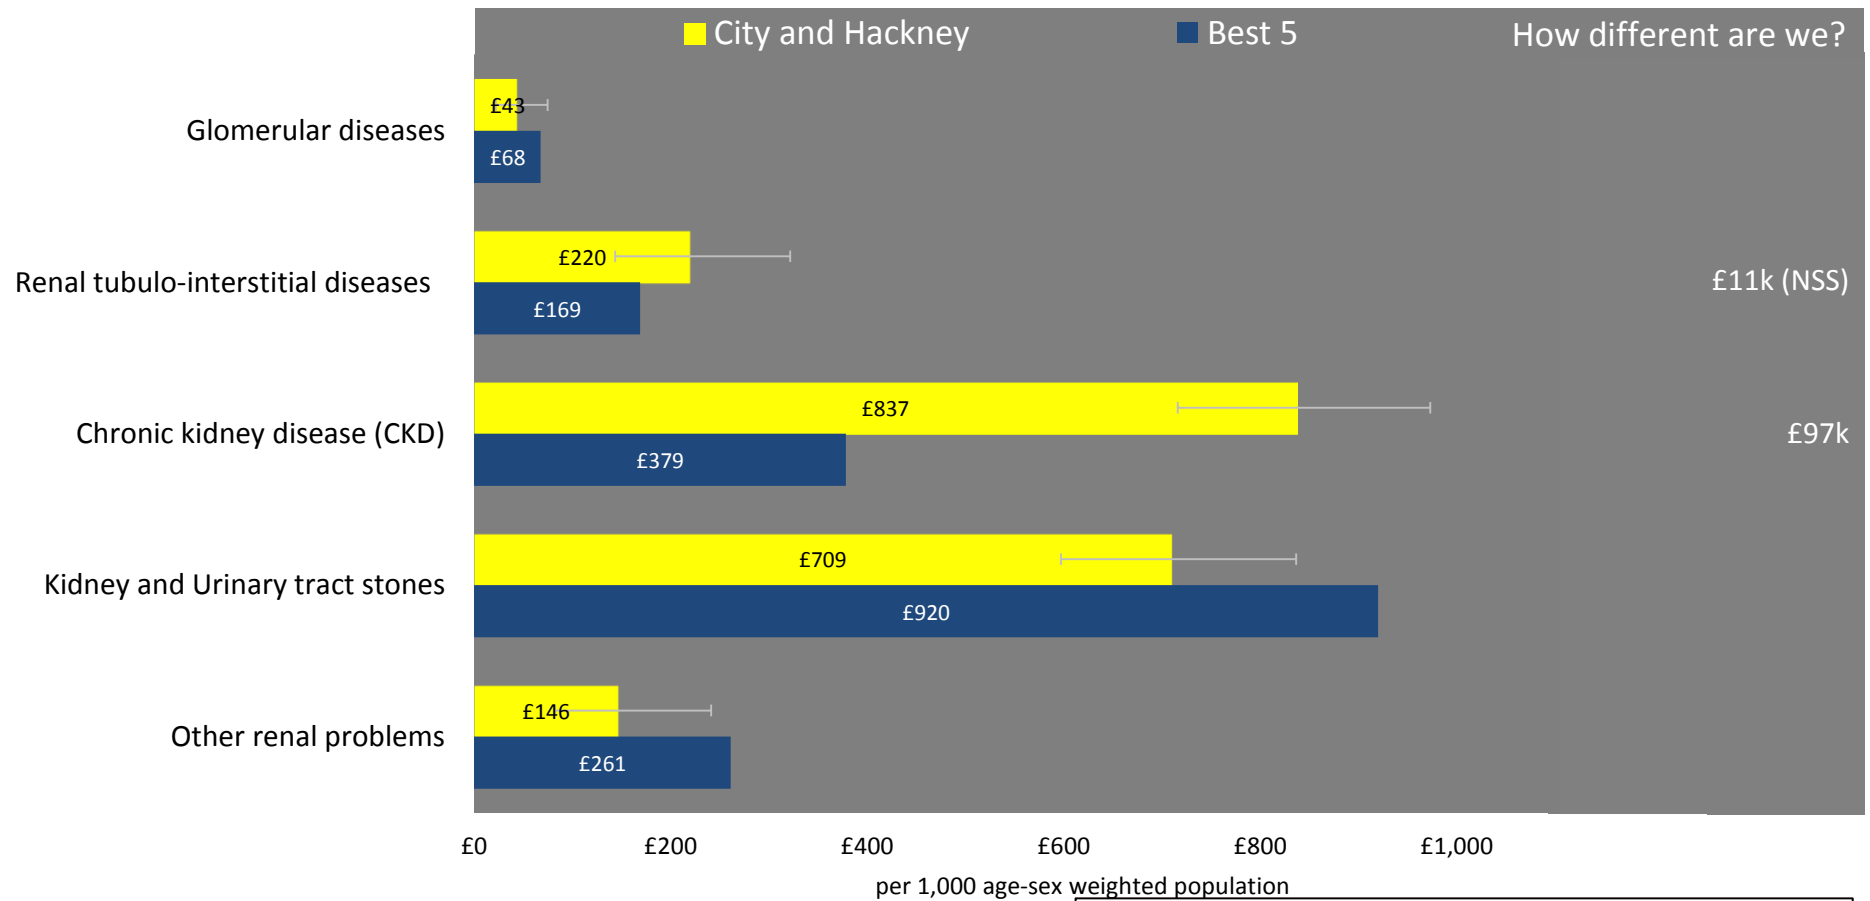 City and Hackney Best 5 How different are we?
Glomerular diseases £43
£68
Renal tubulo-interstitial diseases £220 £11k (NSS)
£169
Chronic kidney disease (CKD) £837 £97k
£379
Kidney and Urinary tract stones £709
£920
Other renal problems £146
£261
£0 £200 £400 £600 £800 £1,000
per 1,000 age-sex weighted population